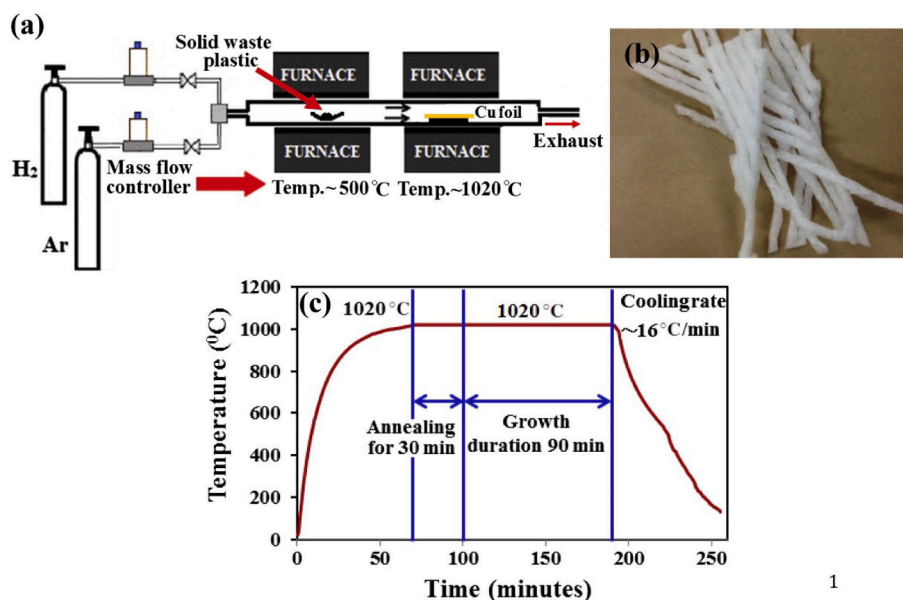 (a)
Solid waste
plastic
FURNACE
FURNACE
Cu foil
Exhaust
FURNACE
FURNACE
H₂
Mass flow
controller
Temp.~500°C
Temp.~1020°C
Ar
(b)
(c)
1200
1000
800
600
400
200
0
Temperature (⁰C)
1020°C
1020°C
Cooling rate
~16°C/min
Annealing
for 30 min
Growth
duration 90 min
0
50
100
150
200
250
Time (minutes)
1